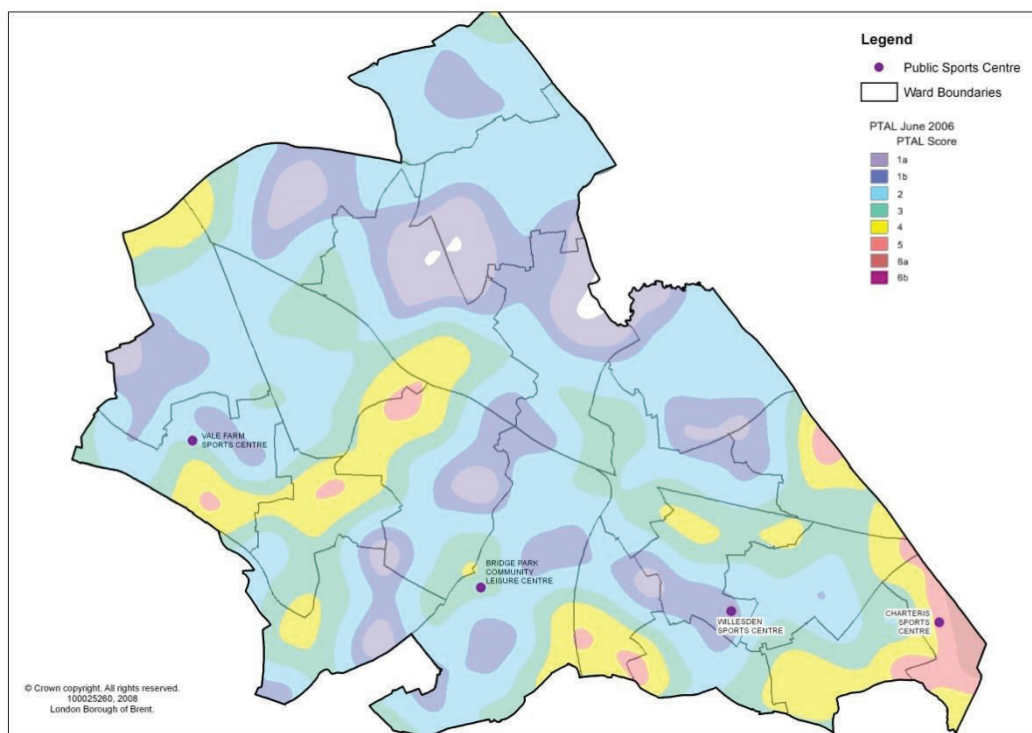 Legend
Public Sports Centre
Ward Boundaries
PTAL June 2006
PTAL Score
1a
1b
2
3
4
5
6a
6b
VALE FARM
SPORTS CENTRE
BRIDGE PARK
COMMUNITY
LEISURE CENTRE
WILLESDEN
SPORTS CENTRE
CHARTERIS
SPORTS
CENTRE
© Crown copyright. All rights reserved.
100025260, 2008
London Borough of Brent.